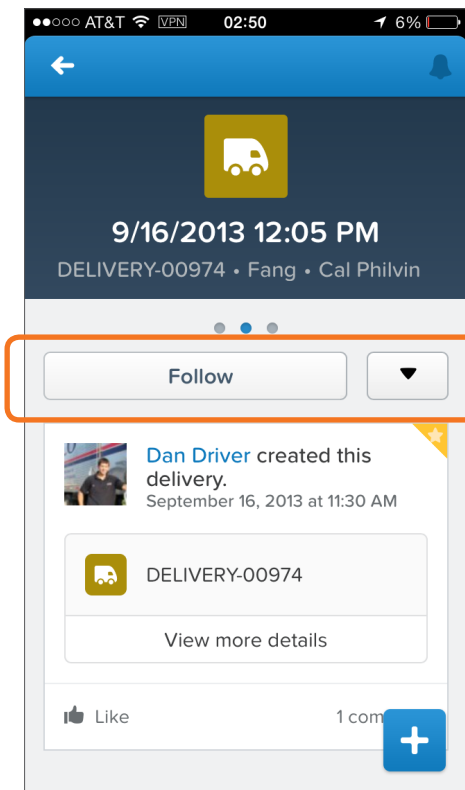 AT&T VPN 02:50 6%
9/16/2013 12:05 PM
DELIVERY-00974 • Fang • Cal Philvin
Follow
Dan Driver created this
delivery.
September 16, 2013 at 11:30 AM
DELIVERY-00974
View more details
Like 1 com